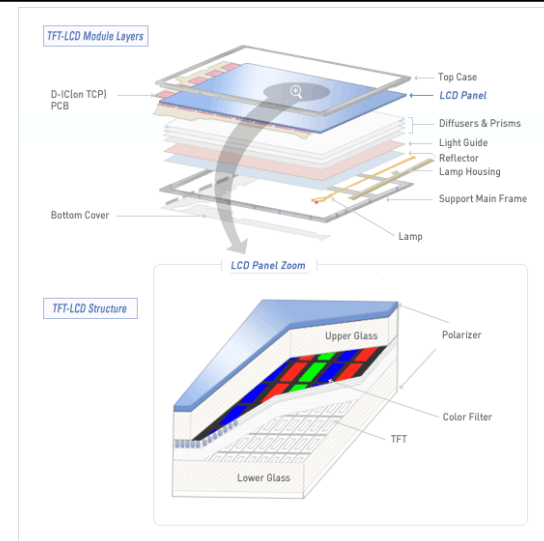 TFT-LCD Module Layers
Top Case
D-IC(on TCP)
PCB
LCD Panel
Diffusers & Prisms
Light Guide
Reflector
Lamp Housing
Support Main Frame
Bottom Cover
Lamp
LCD Panel Zoom
TFT-LCD Structure
Upper Glass
Polarizer
Color Filter
TFT
Lower Glass